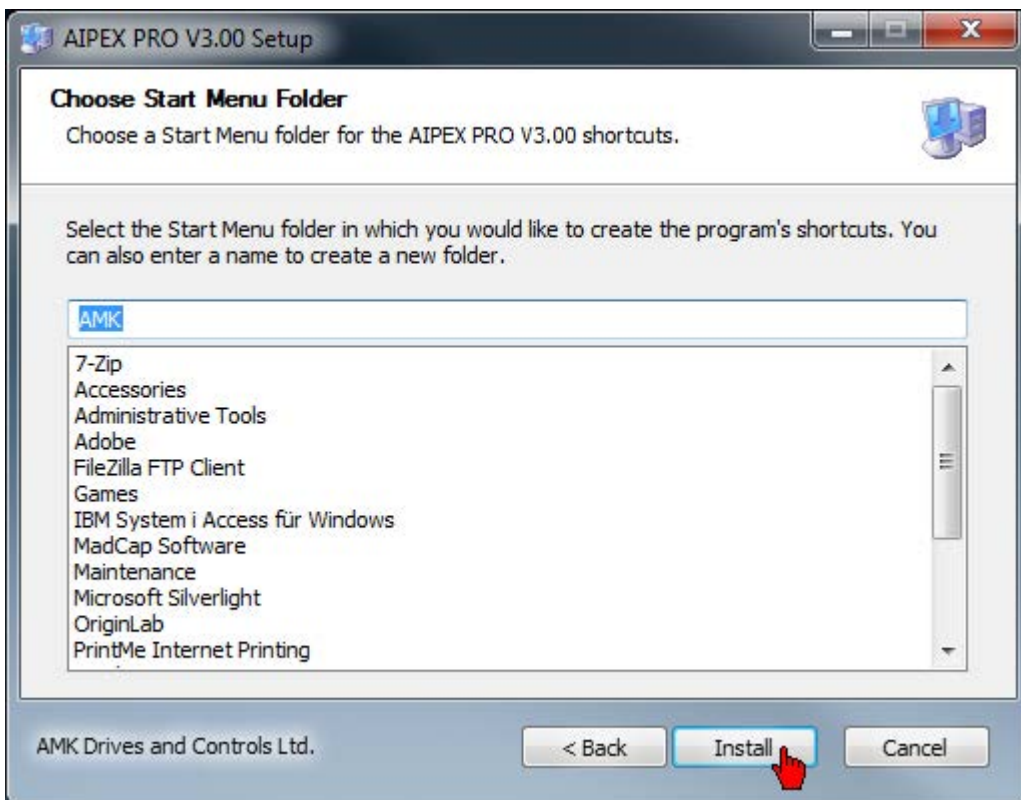 AIPEX PRO V3.00 Setup
Choose Start Menu Folder
Choose a Start Menu folder for the AIPEX PRO V3.00 shortcuts.
Select the Start Menu folder in which you would like to create the program's shortcuts. You
can also enter a name to create a new folder.
AMK
7-Zip
Accessories
Administrative Tools
Adobe
FileZilla FTP Client
Games
IBM System i Access für Windows
MadCap Software
Maintenance
Microsoft Silverlight
OriginLab
PrintMe Internet Printing
AMK Drives and Controls Ltd.
< Back
Install
Cancel